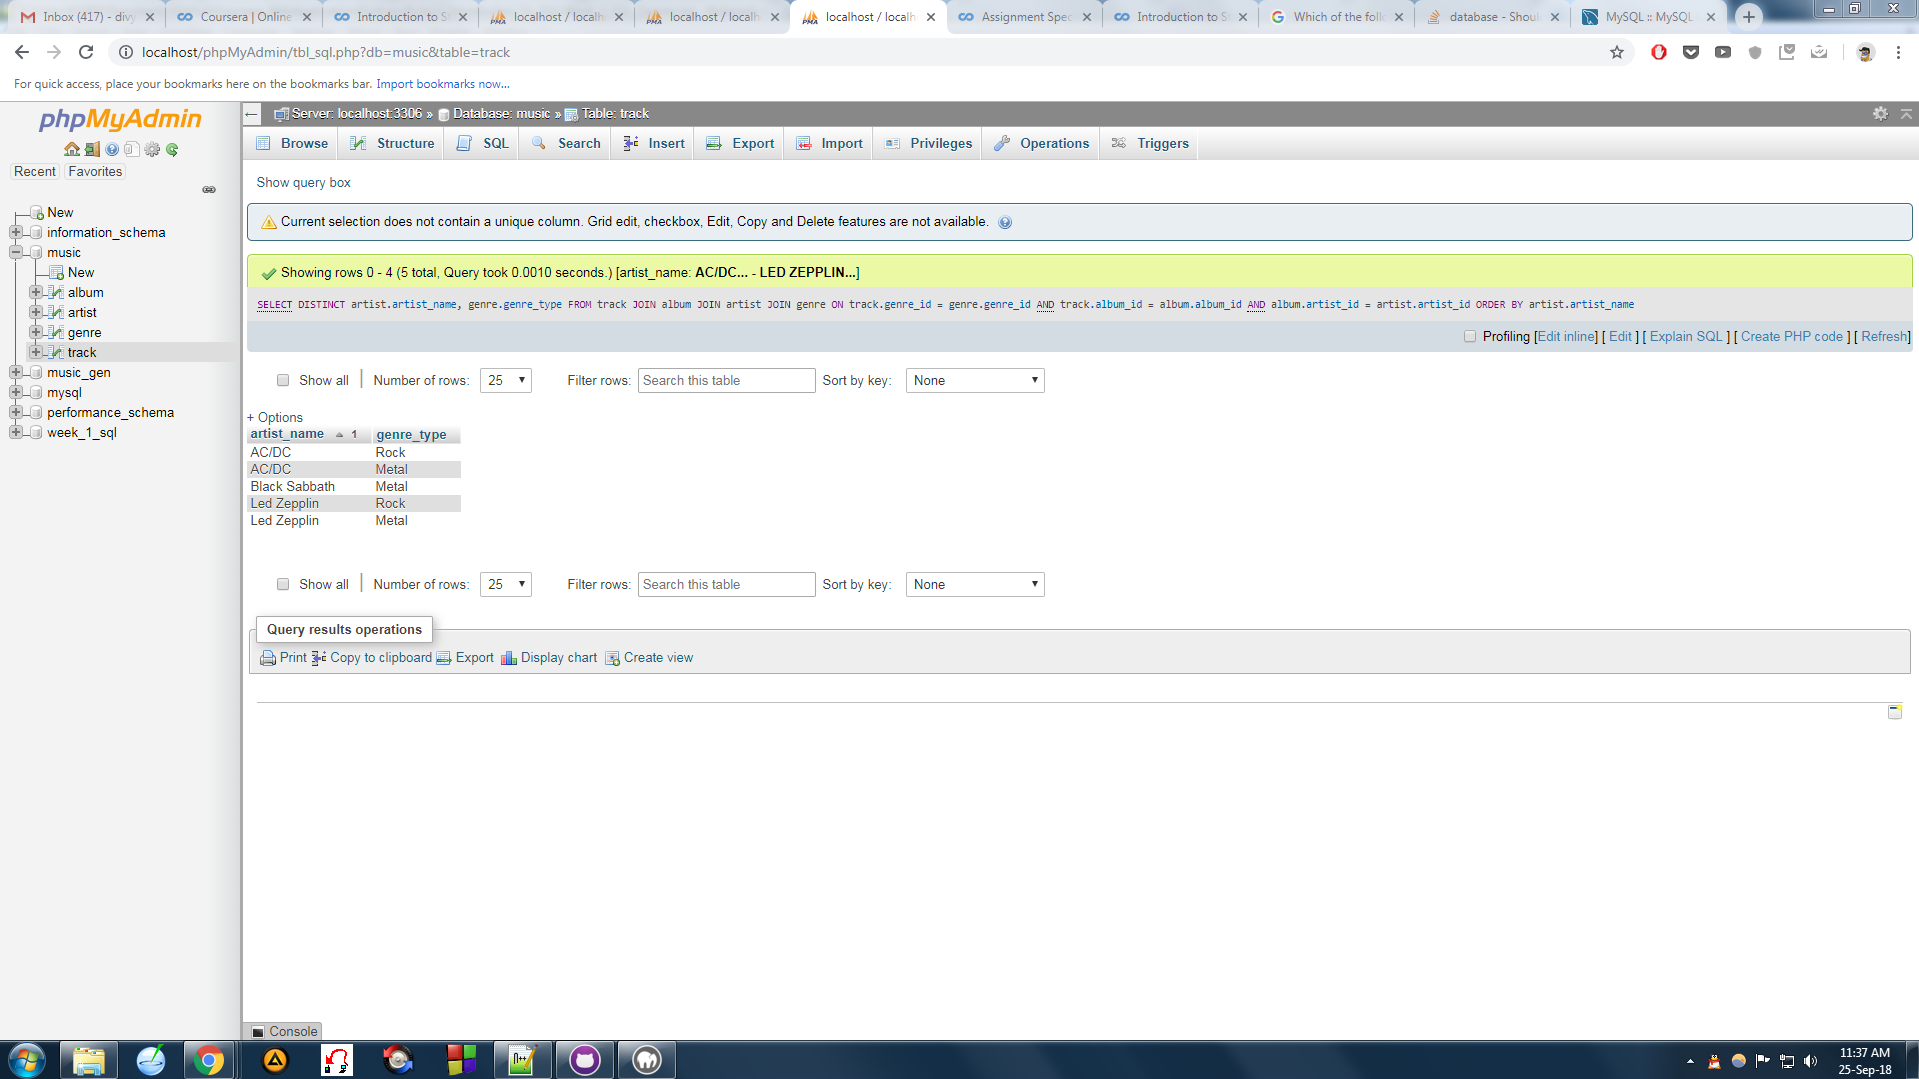 Inbox (417) - divy
Coursera | Online
Introduction to St
localhost / localh
localhost / localh
localhost / localh
Assignment Spec
Introduction to St
Which of the follo
database - Shoul
MySQL :: MySQL
localhost/phpMyAdmin/tbl_sql.php?db=music&table=track
For quick access, place your bookmarks here on the bookmarks bar. Import bookmarks now...
phpMyAdmin
Recent Favorites
New
information_schema
music
New
album
artist
genre
track
music_gen
mysql
performance_schema
week_1_sql
Server: localhost:3306 » Database: music » Table: track
Browse Structure SQL Search Insert Export Import Privileges Operations Triggers
Show query box
Current selection does not contain a unique column. Grid edit, checkbox, Edit, Copy and Delete features are not available.
Showing rows 0 - 4 (5 total, Query took 0.0010 seconds.) [artist_name: AC/DC... - LED ZEPPLIN...]
SELECT DISTINCT artist.artist_name, genre.genre_type FROM track JOIN album JOIN artist JOIN genre ON track.genre_id = genre.genre_id AND track.album_id = album.album_id AND album.artist_id = artist.artist_id ORDER BY artist.artist_name
Profiling [Edit inline] [ Edit ] [ Explain SQL ] [ Create PHP code ] [ Refresh]
Show all | Number of rows: 25 Filter rows: Search this table Sort by key: None
+ Options
artist_name 1 genre_type
AC/DC Rock
AC/DC Metal
Black Sabbath Metal
Led Zepplin Rock
Led Zepplin Metal
Show all | Number of rows: 25 Filter rows: Search this table Sort by key: None
Query results operations
Print Copy to clipboard Export Display chart Create view
Console
11:37 AM
25-Sep-18